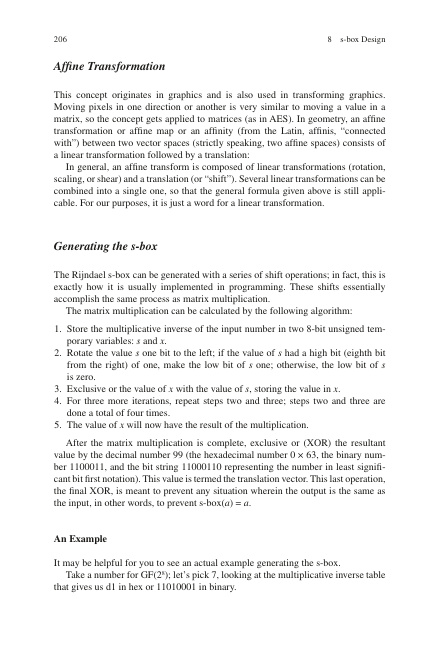 206
8 s-box Design
Affine Transformation
This concept originates in graphics and is also used in transforming graphics.
Moving pixels in one direction or another is very similar to moving a value in a
matrix, so the concept gets applied to matrices (as in AES). In geometry, an affine
transformation or affine map or an affinity (from the Latin, affinis, “connected
with”) between two vector spaces (strictly speaking, two affine spaces) consists of
a linear transformation followed by a translation:
In general, an affine transform is composed of linear transformations (rotation,
scaling, or shear) and a translation (or “shift”). Several linear transformations can be
combined into a single one, so that the general formula given above is still appli-
cable. For our purposes, it is just a word for a linear transformation.
Generating the s-box
The Rijndael s-box can be generated with a series of shift operations; in fact, this is
exactly how it is usually implemented in programming. These shifts essentially
accomplish the same process as matrix multiplication.
The matrix multiplication can be calculated by the following algorithm:
1. Store the multiplicative inverse of the input number in two 8-bit unsigned tem-
porary variables: s and x.
2. Rotate the value s one bit to the left; if the value of s had a high bit (eighth bit
from the right) of one, make the low bit of s one; otherwise, the low bit of s
is zero.
3. Exclusive or the value of x with the value of s, storing the value in x.
4. For three more iterations, repeat steps two and three; steps two and three are
done a total of four times.
5. The value of x will now have the result of the multiplication.
After the matrix multiplication is complete, exclusive or (XOR) the resultant
value by the decimal number 99 (the hexadecimal number 0 × 63, the binary num-
ber 1100011, and the bit string 11000110 representing the number in least signifi-
cant bit first notation). This value is termed the translation vector. This last operation,
the final XOR, is meant to prevent any situation wherein the output is the same as
the input, in other words, to prevent s-box(a) = a.
An Example
It may be helpful for you to see an actual example generating the s-box.
Take a number for GF(2⁸); let’s pick 7, looking at the multiplicative inverse table
that gives us d1 in hex or 11010001 in binary.